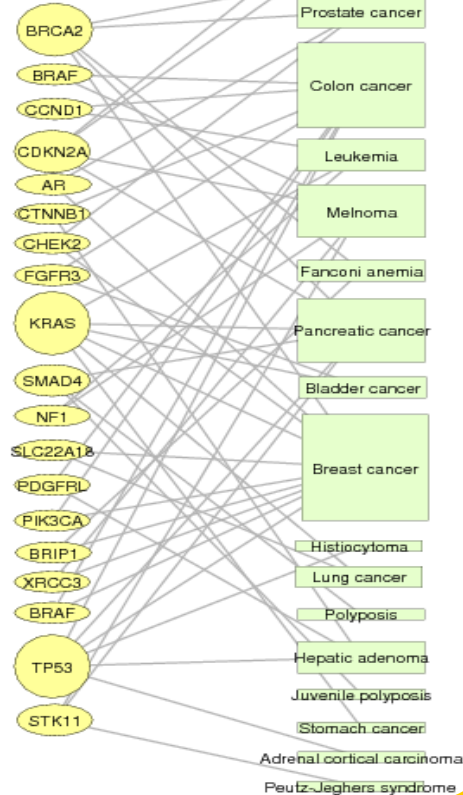 BRCA2
BRAF
CCND1
CDKN2A
AR
CTNNB1
CHEK2
FGFR3
KRAS
SMAD4
NF1
SLC22A18
PDGFRL
PIK3CA
BRIP1
XRCC3
BRAF
TP53
STK11
Prostate cancer
Colon cancer
Leukemia
Melnoma
Fanconi anemia
Pancreatic cancer
Bladder cancer
Breast cancer
Histiocytoma
Lung cancer
Polyposis
Hepatic adenoma
Juvenile polyposis
Stomach cancer
Adrenal cortical carcinoma
Peutz-Jeghers syndrome